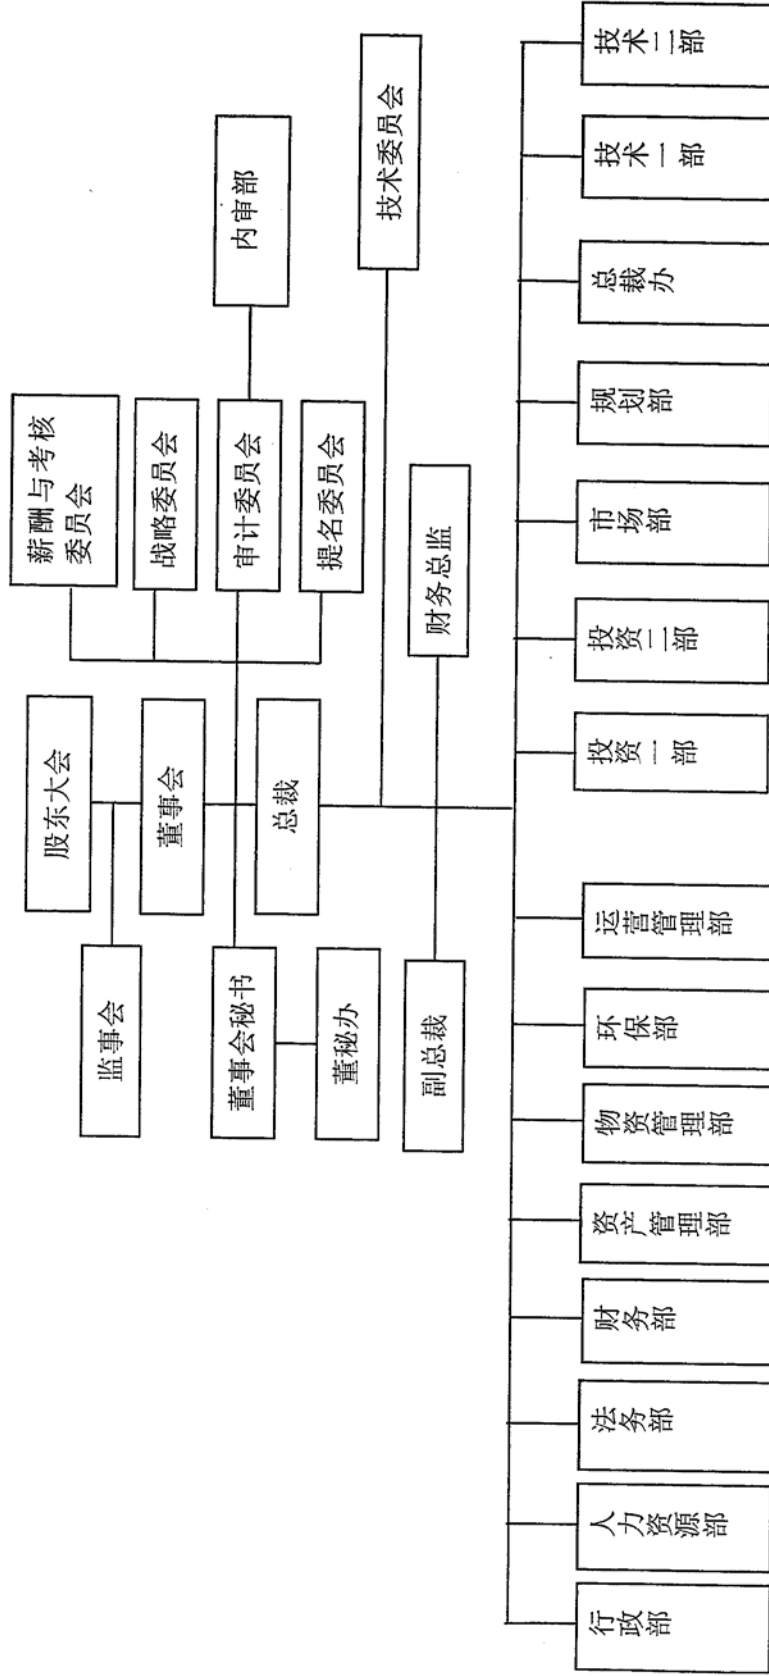 股东大会
监事会
董事会
薪酬与考核
委员会
战略委员会
审计委员会
提名委员会
内审部
董事会秘书
董秘办
总裁
技术委员会
副总裁
财务总监
行政部
人力资源部
法务部
财务部
资产管理部
物资管理部
环保部
运营管理部
投资一部
投资二部
市场部
规划部
总裁办
技术一部
技术二部